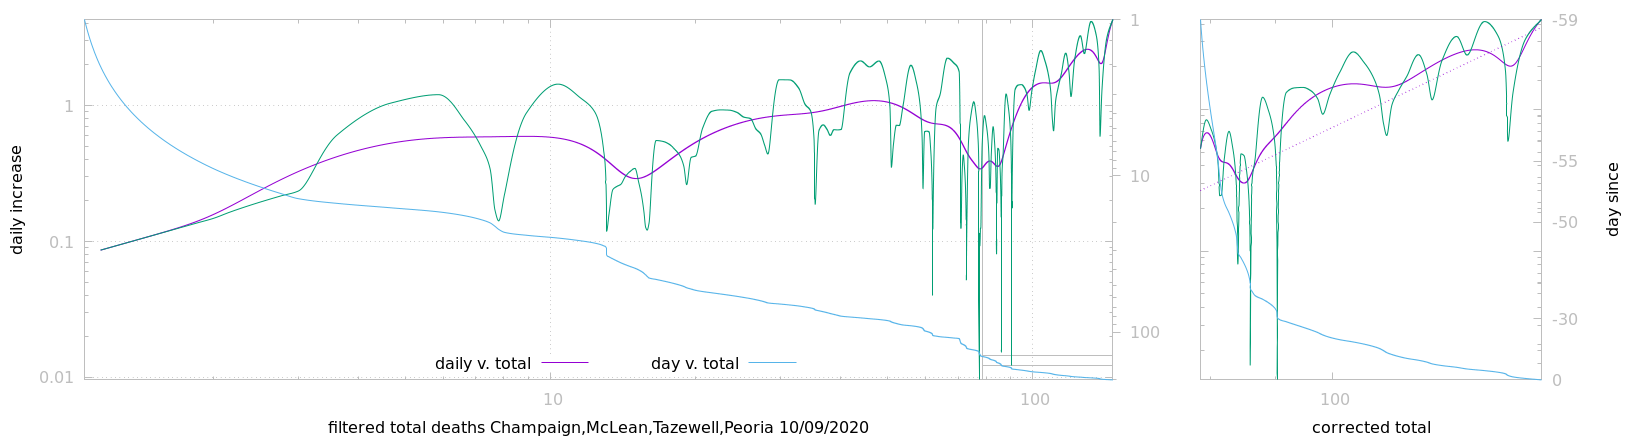 1
0.1
0.01
daily increase
10
100
1
10
100
daily v. total
day v. total
filtered total deaths Champaign,McLean,Tazewell,Peoria 10/09/2020
-59
-55
-50
-30
0
day since
100
corrected total